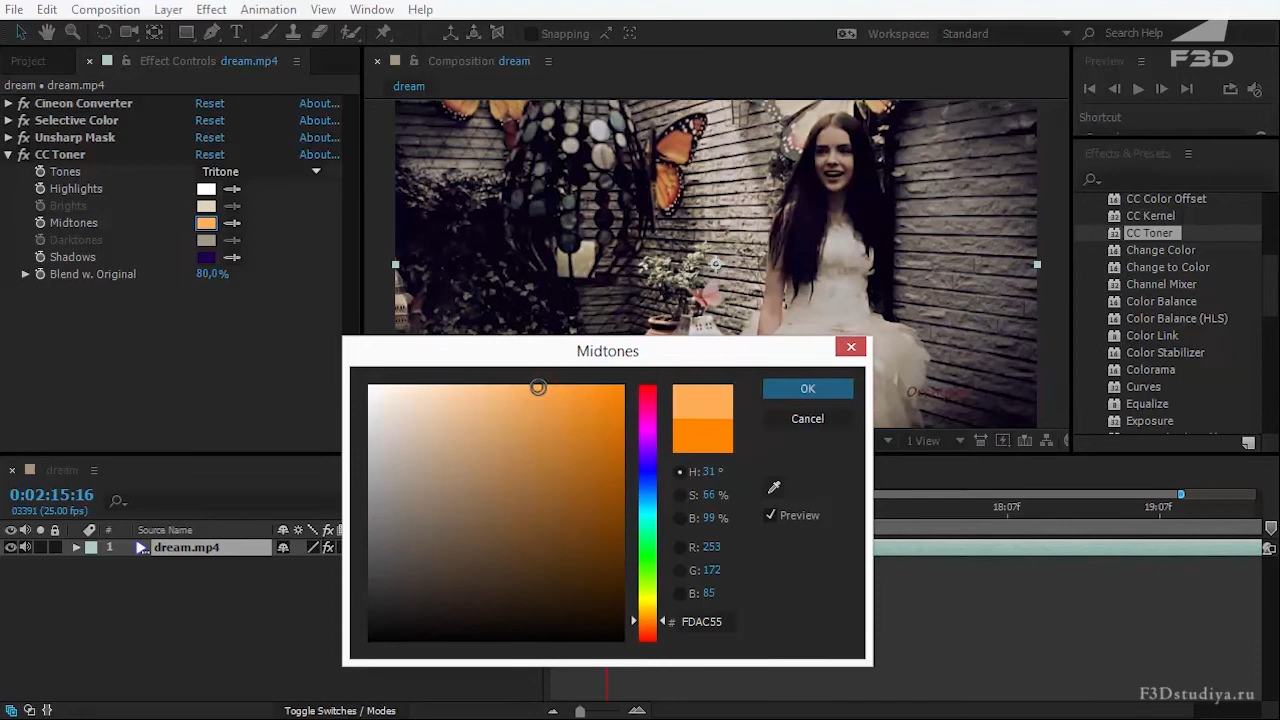 File Edit Composition Layer Effect Animation View Window Help
Snapping
Workspace: Standard
Search Help
F3D
Project
Effect Controls dream.mp4
Composition dream
Preview
dream • dream.mp4
dream
fx Cineon Converter Reset About...
fx Selective Color Reset About...
fx Unsharp Mask Reset About...
fx CC Toner Reset About...
Tones Tritone
Highlights
Brights
Midtones
Darktones
Shadows
Blend w. Original 80,0%
Shortcut
Effects & Presets
CC Color Offset
CC Kernel
CC Toner
Change Color
Change to Color
Channel Mixer
Color Balance
Color Balance (HLS)
Color Link
Color Stabilizer
Colorama
Curves
Equalize
Exposure
1 View
Midtones
OK
Cancel
H: 31 °
S: 66 %
B: 99 %
Preview
R: 253
G: 172
B: 85
# FDAC55
dream
0:02:15:16
03391 (25.00 fps)
# Source Name
1 dream.mp4
18:07f 19:07f
Toggle Switches / Modes
F3Dstudiya.ru